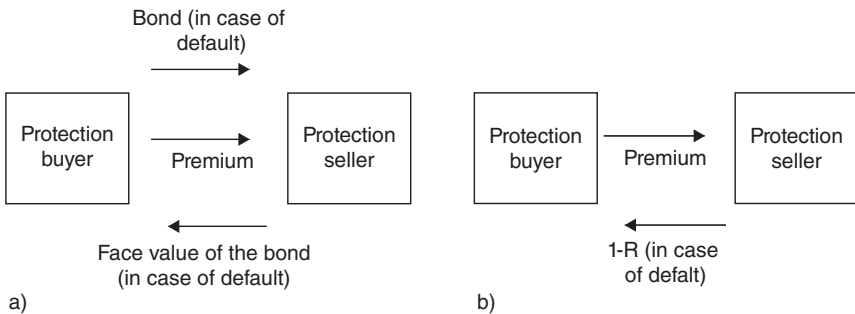 Bond (in case of
default)
Protection
buyer
Premium
Protection
seller
Face value of the bond
(in case of default)
a)
Protection
buyer
Premium
Protection
seller
1-R (in case
of defalt)
b)